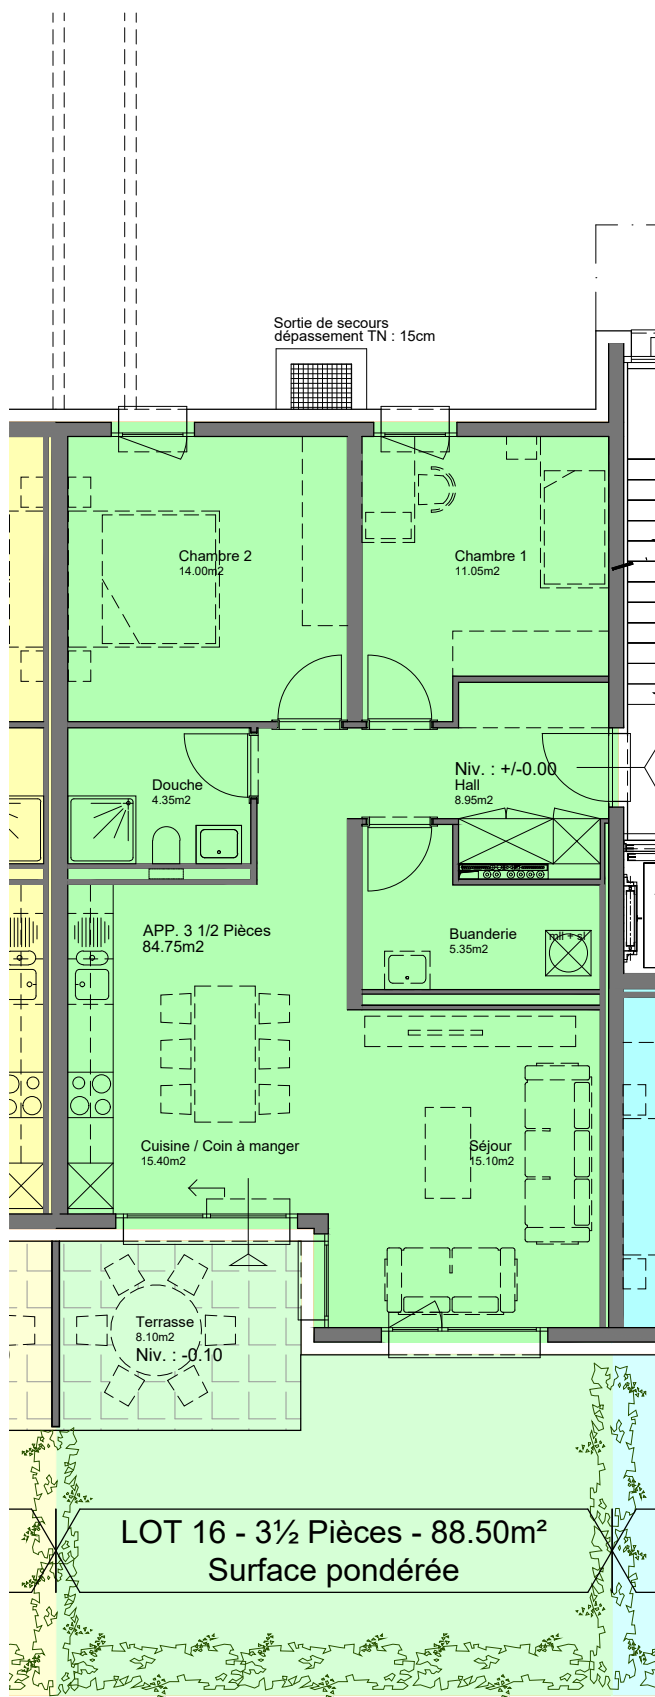 Sortie de secours
dépassement TN : 15cm
Chambre 2
14.00m2
Chambre 1
11.05m2
Niv. : +/-0.00
Hall
8.95m2
Douche
4.35m2
APP. 3 1/2 Pièces
84.75m2
Buanderie
5.35m2
Cuisine / Coin à manger
15.40m2
Séjour
15.10m2
Terrasse
8.10m2
Niv. : -0.10
LOT 16 - 3½ Pièces - 88.50m²
Surface pondérée